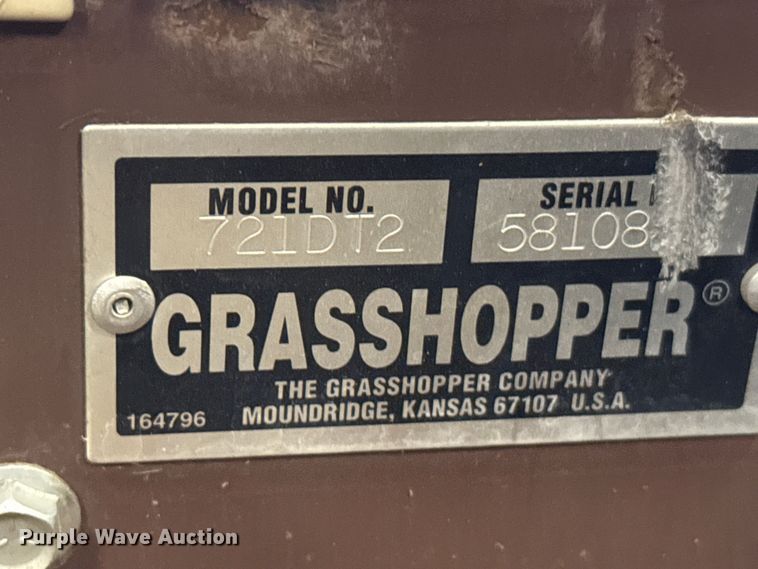 MODEL NO.
721DT2
SERIAL
58108
GRASSHOPPER®
THE GRASSHOPPER COMPANY
MOUNDRIDGE, KANSAS 67107 U.S.A.
164796
Purple Wave Auction